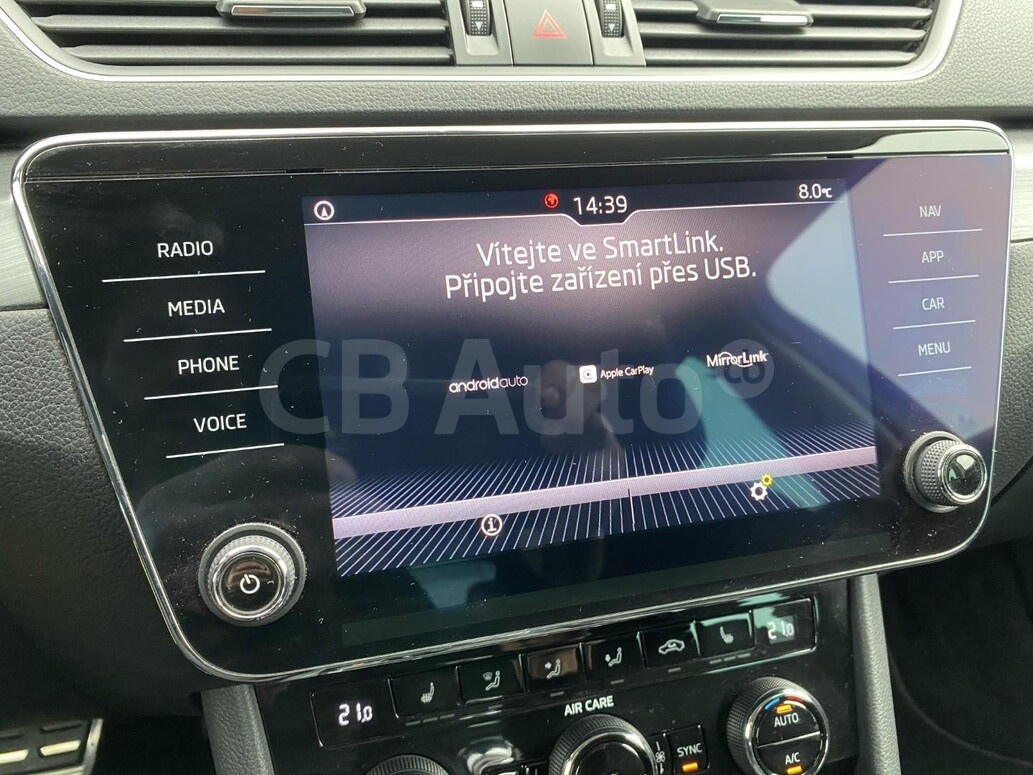 14:39
8.0°C
Vítejte ve SmartLink.
Připojte zařízení přes USB.
RADIO
MEDIA
PHONE
VOICE
androidauto
Apple CarPlay
MirrorLink
NAV
APP
CAR
MENU
CB Auto
21.0
21.0
AIR CARE
SYNC
AUTO
A/C